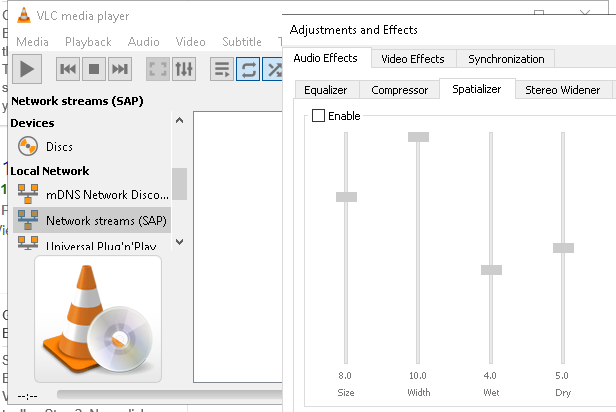 VLC media player
Media Playback Audio Video Subtitle
Network streams (SAP)
Devices
Discs
Local Network
mDNS Network Disco...
Network streams (SAP)
Universal Plug'n'Play
--:--
Adjustments and Effects
Audio Effects Video Effects Synchronization
Equalizer Compressor Spatializer Stereo Widener
Enable
8.0 10.0 4.0 5.0
Size Width Wet Dry